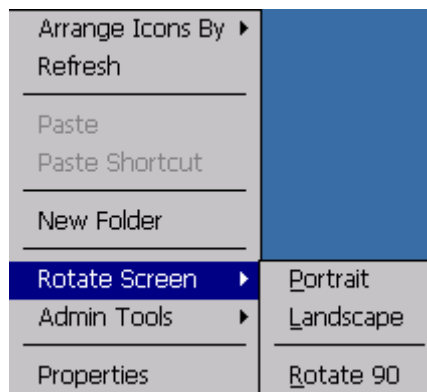 Arrange Icons By
Refresh
Paste
Paste Shortcut
New Folder
Rotate Screen
Admin Tools
Properties
Portrait
Landscape
Rotate 90